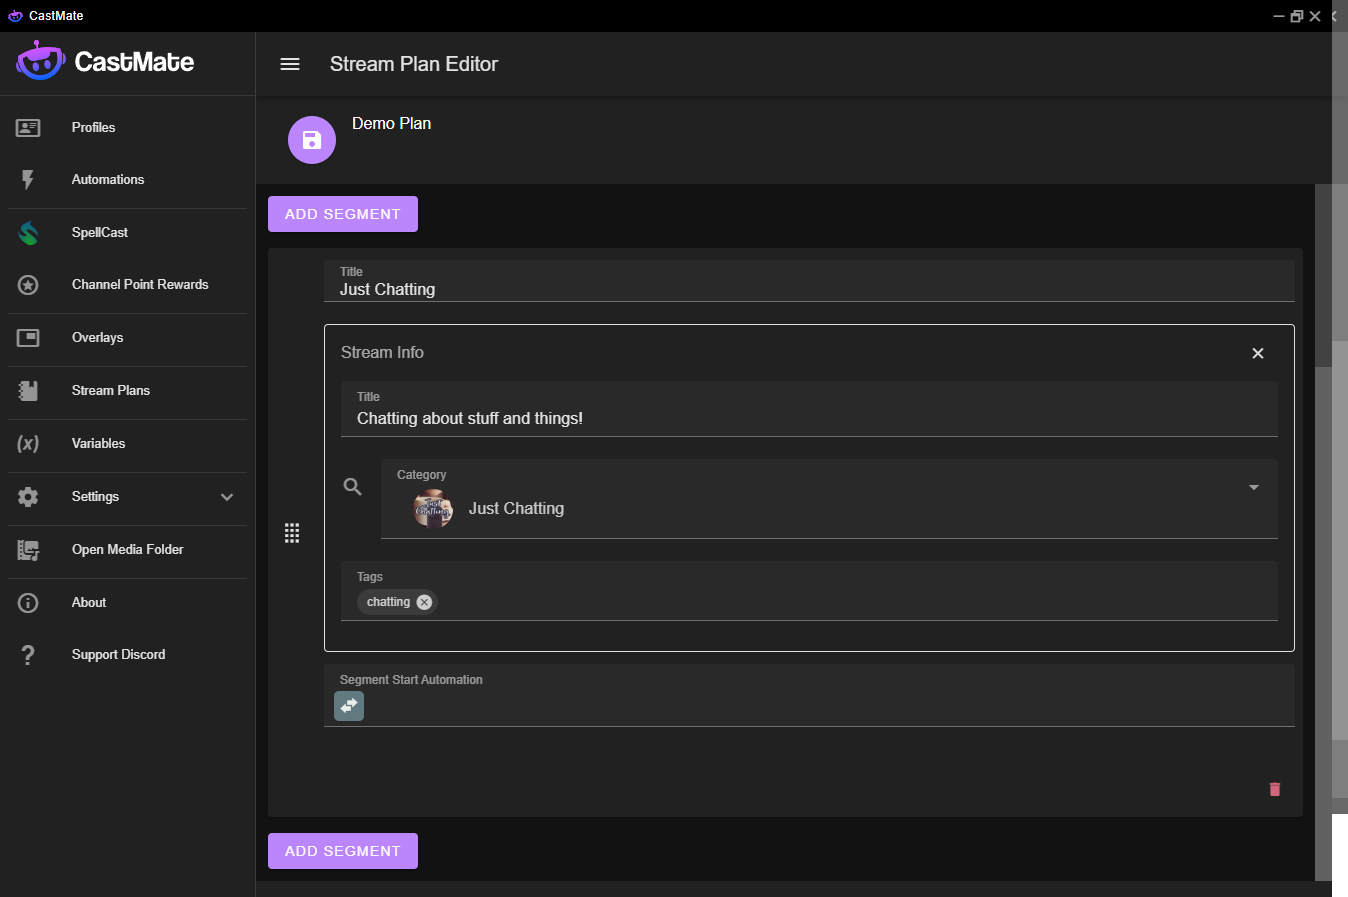 CastMate
CastMate
Stream Plan Editor
Demo Plan
Profiles
Automations
SpellCast
Channel Point Rewards
Overlays
Stream Plans
(x)
Variables
Settings
Open Media Folder
About
Support Discord
ADD SEGMENT
Title
Just Chatting
Stream Info
Title
Chatting about stuff and things!
Category
Just Chatting
Just Chatting
Tags
chatting
Segment Start Automation
ADD SEGMENT